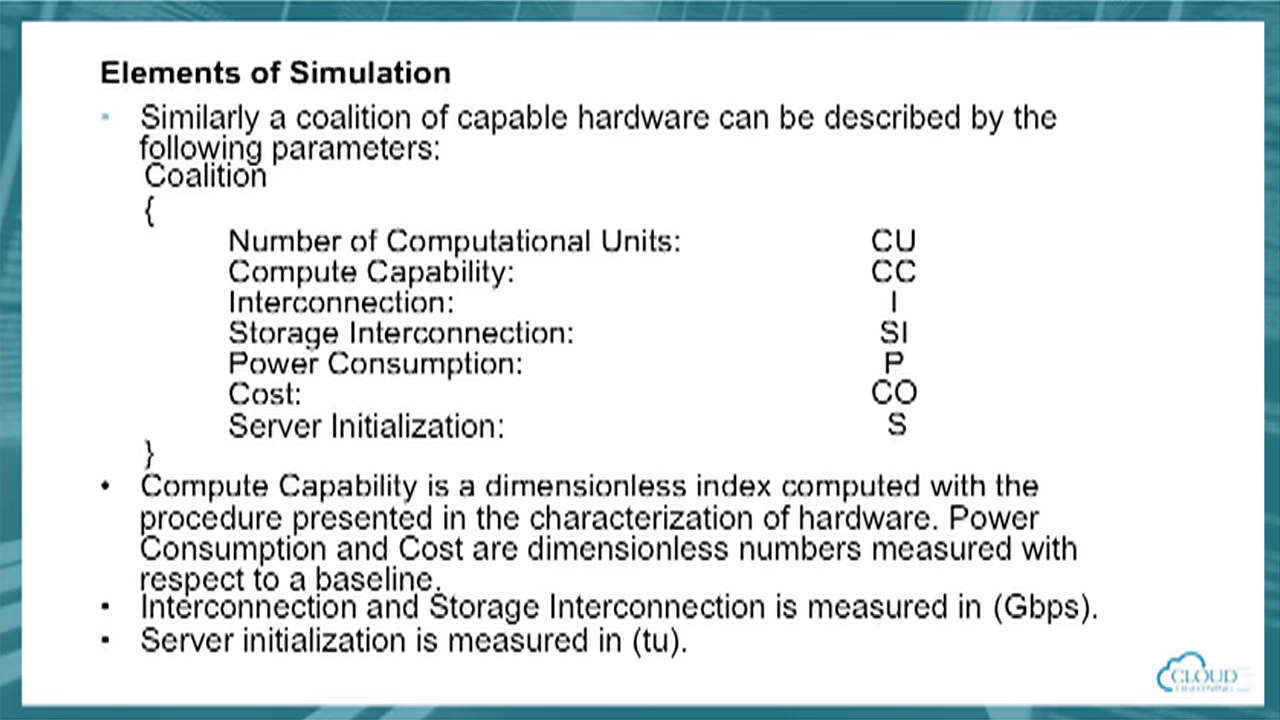 Elements of Simulation
• Similarly a coalition of capable hardware can be described by the
following parameters:
Coalition
{
Number of Computational Units: CU
Compute Capability: CC
Interconnection: I
Storage Interconnection: SI
Power Consumption: P
Cost: CO
Server Initialization: S
}
• Compute Capability is a dimensionless index computed with the
procedure presented in the characterization of hardware. Power
Consumption and Cost are dimensionless numbers measured with
respect to a baseline.
• Interconnection and Storage Interconnection is measured in (Gbps).
• Server initialization is measured in (tu).
CLOUD